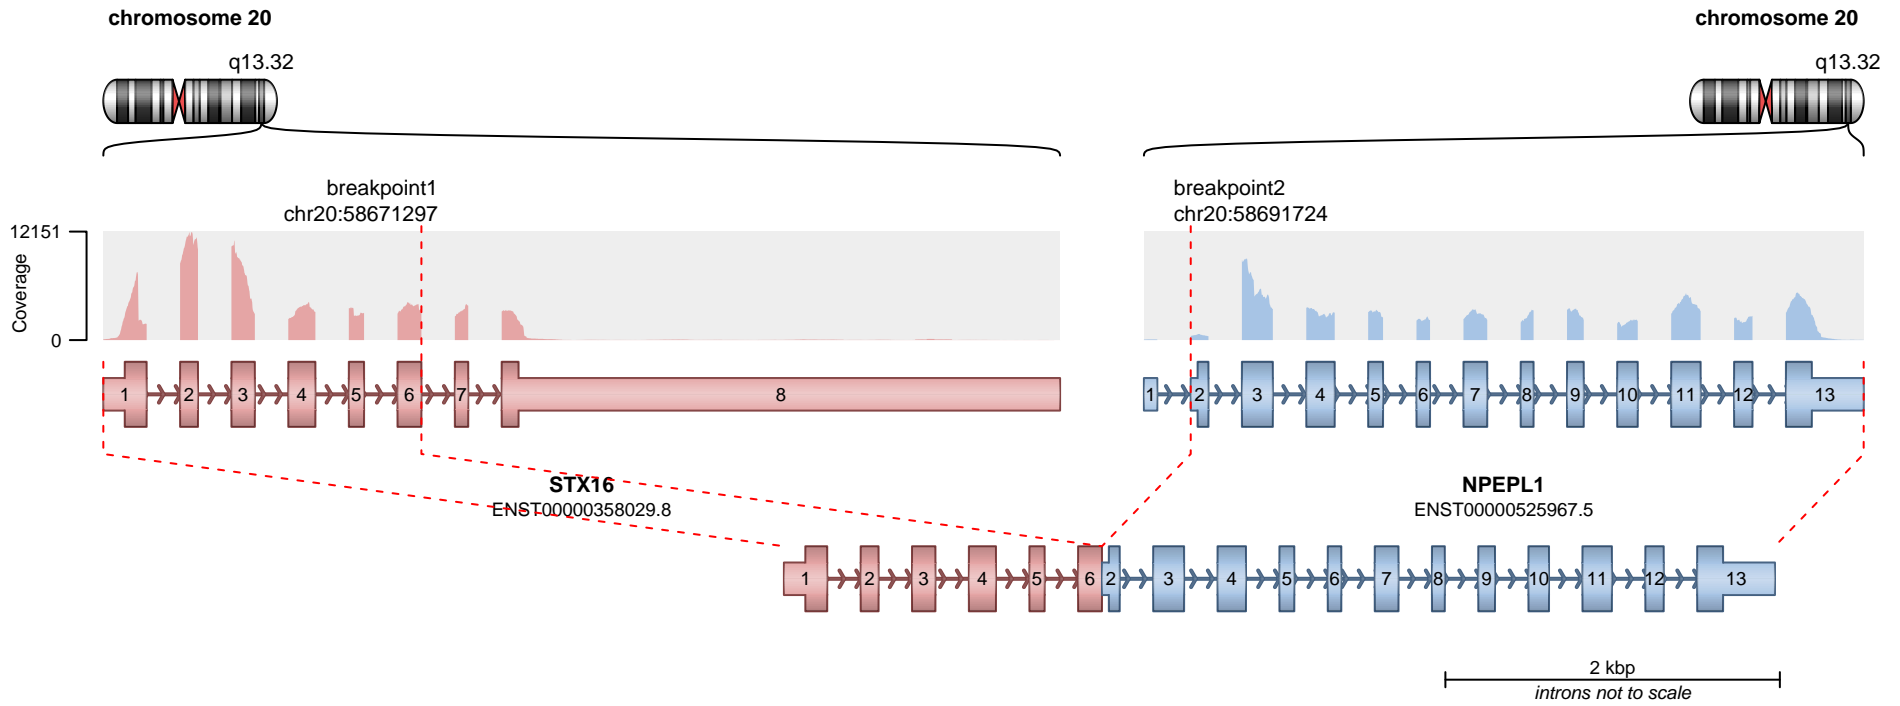 chromosome 20
chromosome 20
q13.32
q13.32
breakpoint1
chr20:58671297
breakpoint2
chr20:58691724
12151
Coverage
0
1 2 3 4 5 6 7 8
1 2 3 4 5 6 7 8 9 10 11 12 13
STX16
ENST00000358029.8
NPEPL1
ENST00000525967.5
1 2 3 4 5 6 2 3 4 5 6 7 8 9 10 11 12 13
2 kbp
introns not to scale